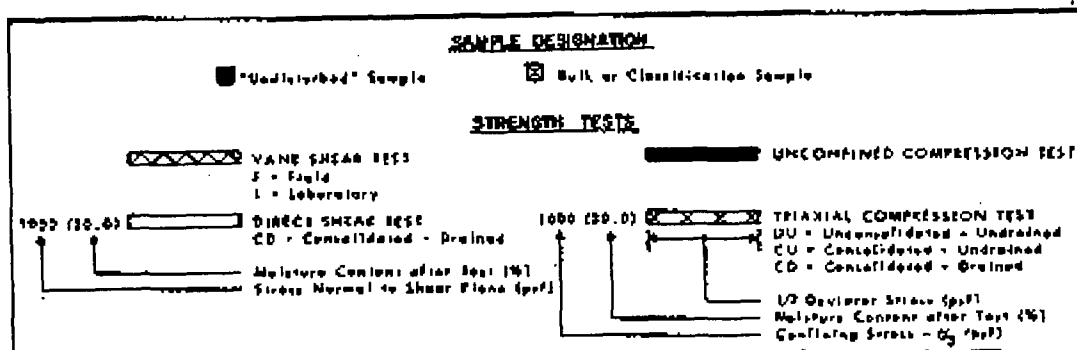 SAMPLE DESIGNATION
"Undisturbed" Sample
Bulk or Classification Sample
STRENGTH TESTS
VANE SHEAR TEST
F = Field
L = Laboratory
UNCONFINED COMPRESSION TEST
1000 (30.0)
DIRECT SHEAR TEST
CD = Consolidated - Drained
Moisture Content after Test (%)
Stress Normal to Shear Plane (psf)
1000 (30.0)
TRIAXIAL COMPRESSION TEST
UU = Unconsolidated - Undrained
CU = Consolidated - Undrained
CD = Consolidated - Drained
1/2 Deviator Stress (psf)
Moisture Content after Test (%)
Confining Stress - σ3 (psf)